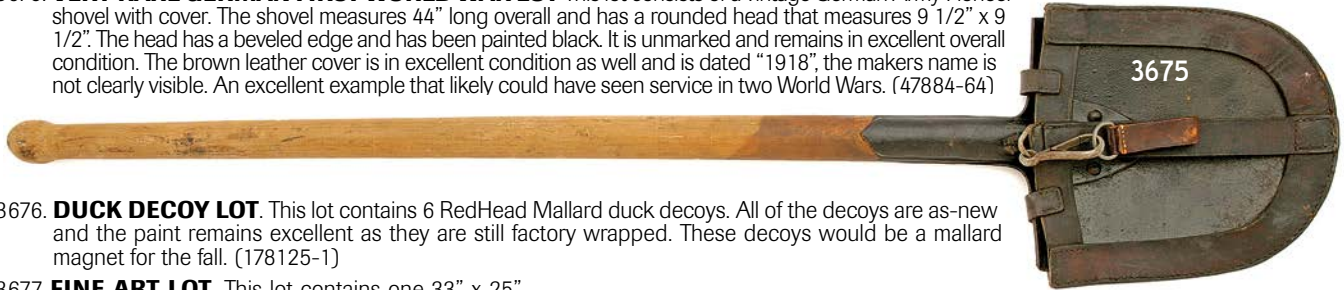 shovel with cover. The shovel measures 44" long overall and has a rounded head that measures 9 1/2" x 9
1/2". The head has a beveled edge and has been painted black. It is unmarked and remains in excellent overall
condition. The brown leather cover is in excellent condition as well and is dated "1918", the makers name is
not clearly visible. An excellent example that likely could have seen service in two World Wars. (47884-64)
3675
3676. DUCK DECOY LOT. This lot contains 6 RedHead Mallard duck decoys. All of the decoys are as-new
and the paint remains excellent as they are still factory wrapped. These decoys would be a mallard
magnet for the fall. (178125-1)
3677 FINE ART LOT. This lot contains one 33" x 25"